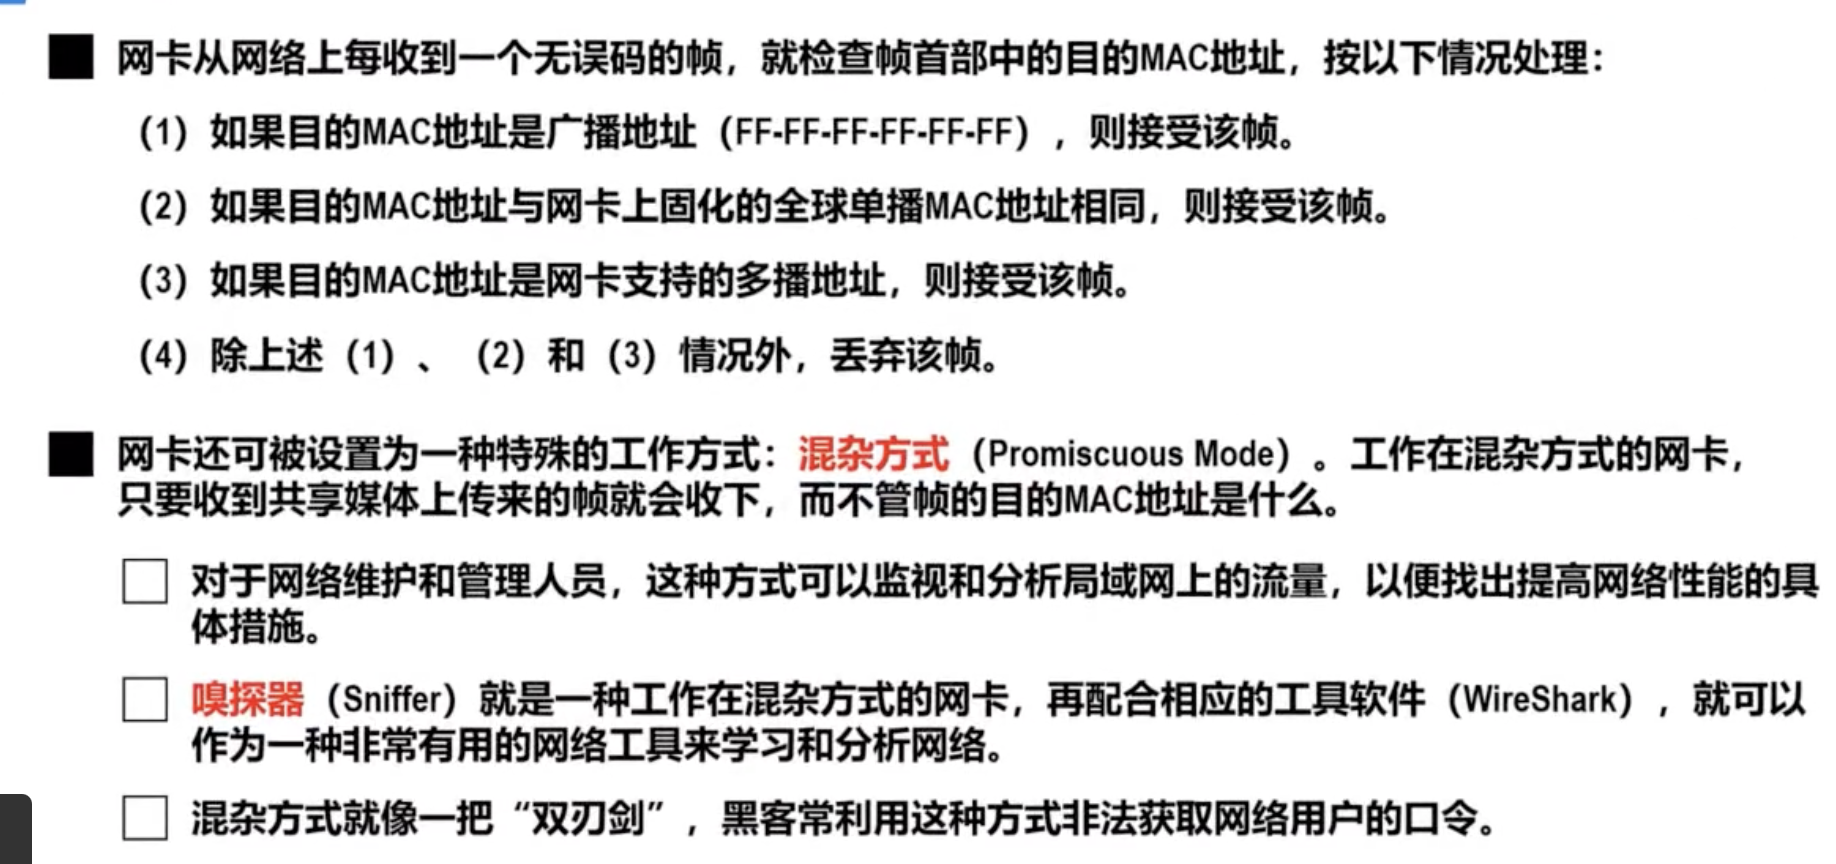 网卡从网络上每收到一个无误码的帧，就检查帧首部中的目的MAC地址，按以下情况处理：
（1）如果目的MAC地址是广播地址（FF-FF-FF-FF-FF-FF），则接受该帧。
（2）如果目的MAC地址与网卡上固化的全球单播MAC地址相同，则接受该帧。
（3）如果目的MAC地址是网卡支持的多播地址，则接受该帧。
（4）除上述（1）、（2）和（3）情况外，丢弃该帧。
网卡还可被设置为一种特殊的工作方式：混杂方式（Promiscuous Mode）。工作在混杂方式的网卡，
只要收到共享媒体上传来的帧就会收下，而不管帧的目的MAC地址是什么。
对于网络维护和管理人员，这种方式可以监视和分析局域网上的流量，以便找出提高网络性能的具
体措施。
嗅探器（Sniffer）就是一种工作在混杂方式的网卡，再配合相应的工具软件（WireShark），就可以
作为一种非常有用的网络工具来学习和分析网络。
混杂方式就像一把“双刃剑”，黑客常利用这种方式非法获取网络用户的口令。